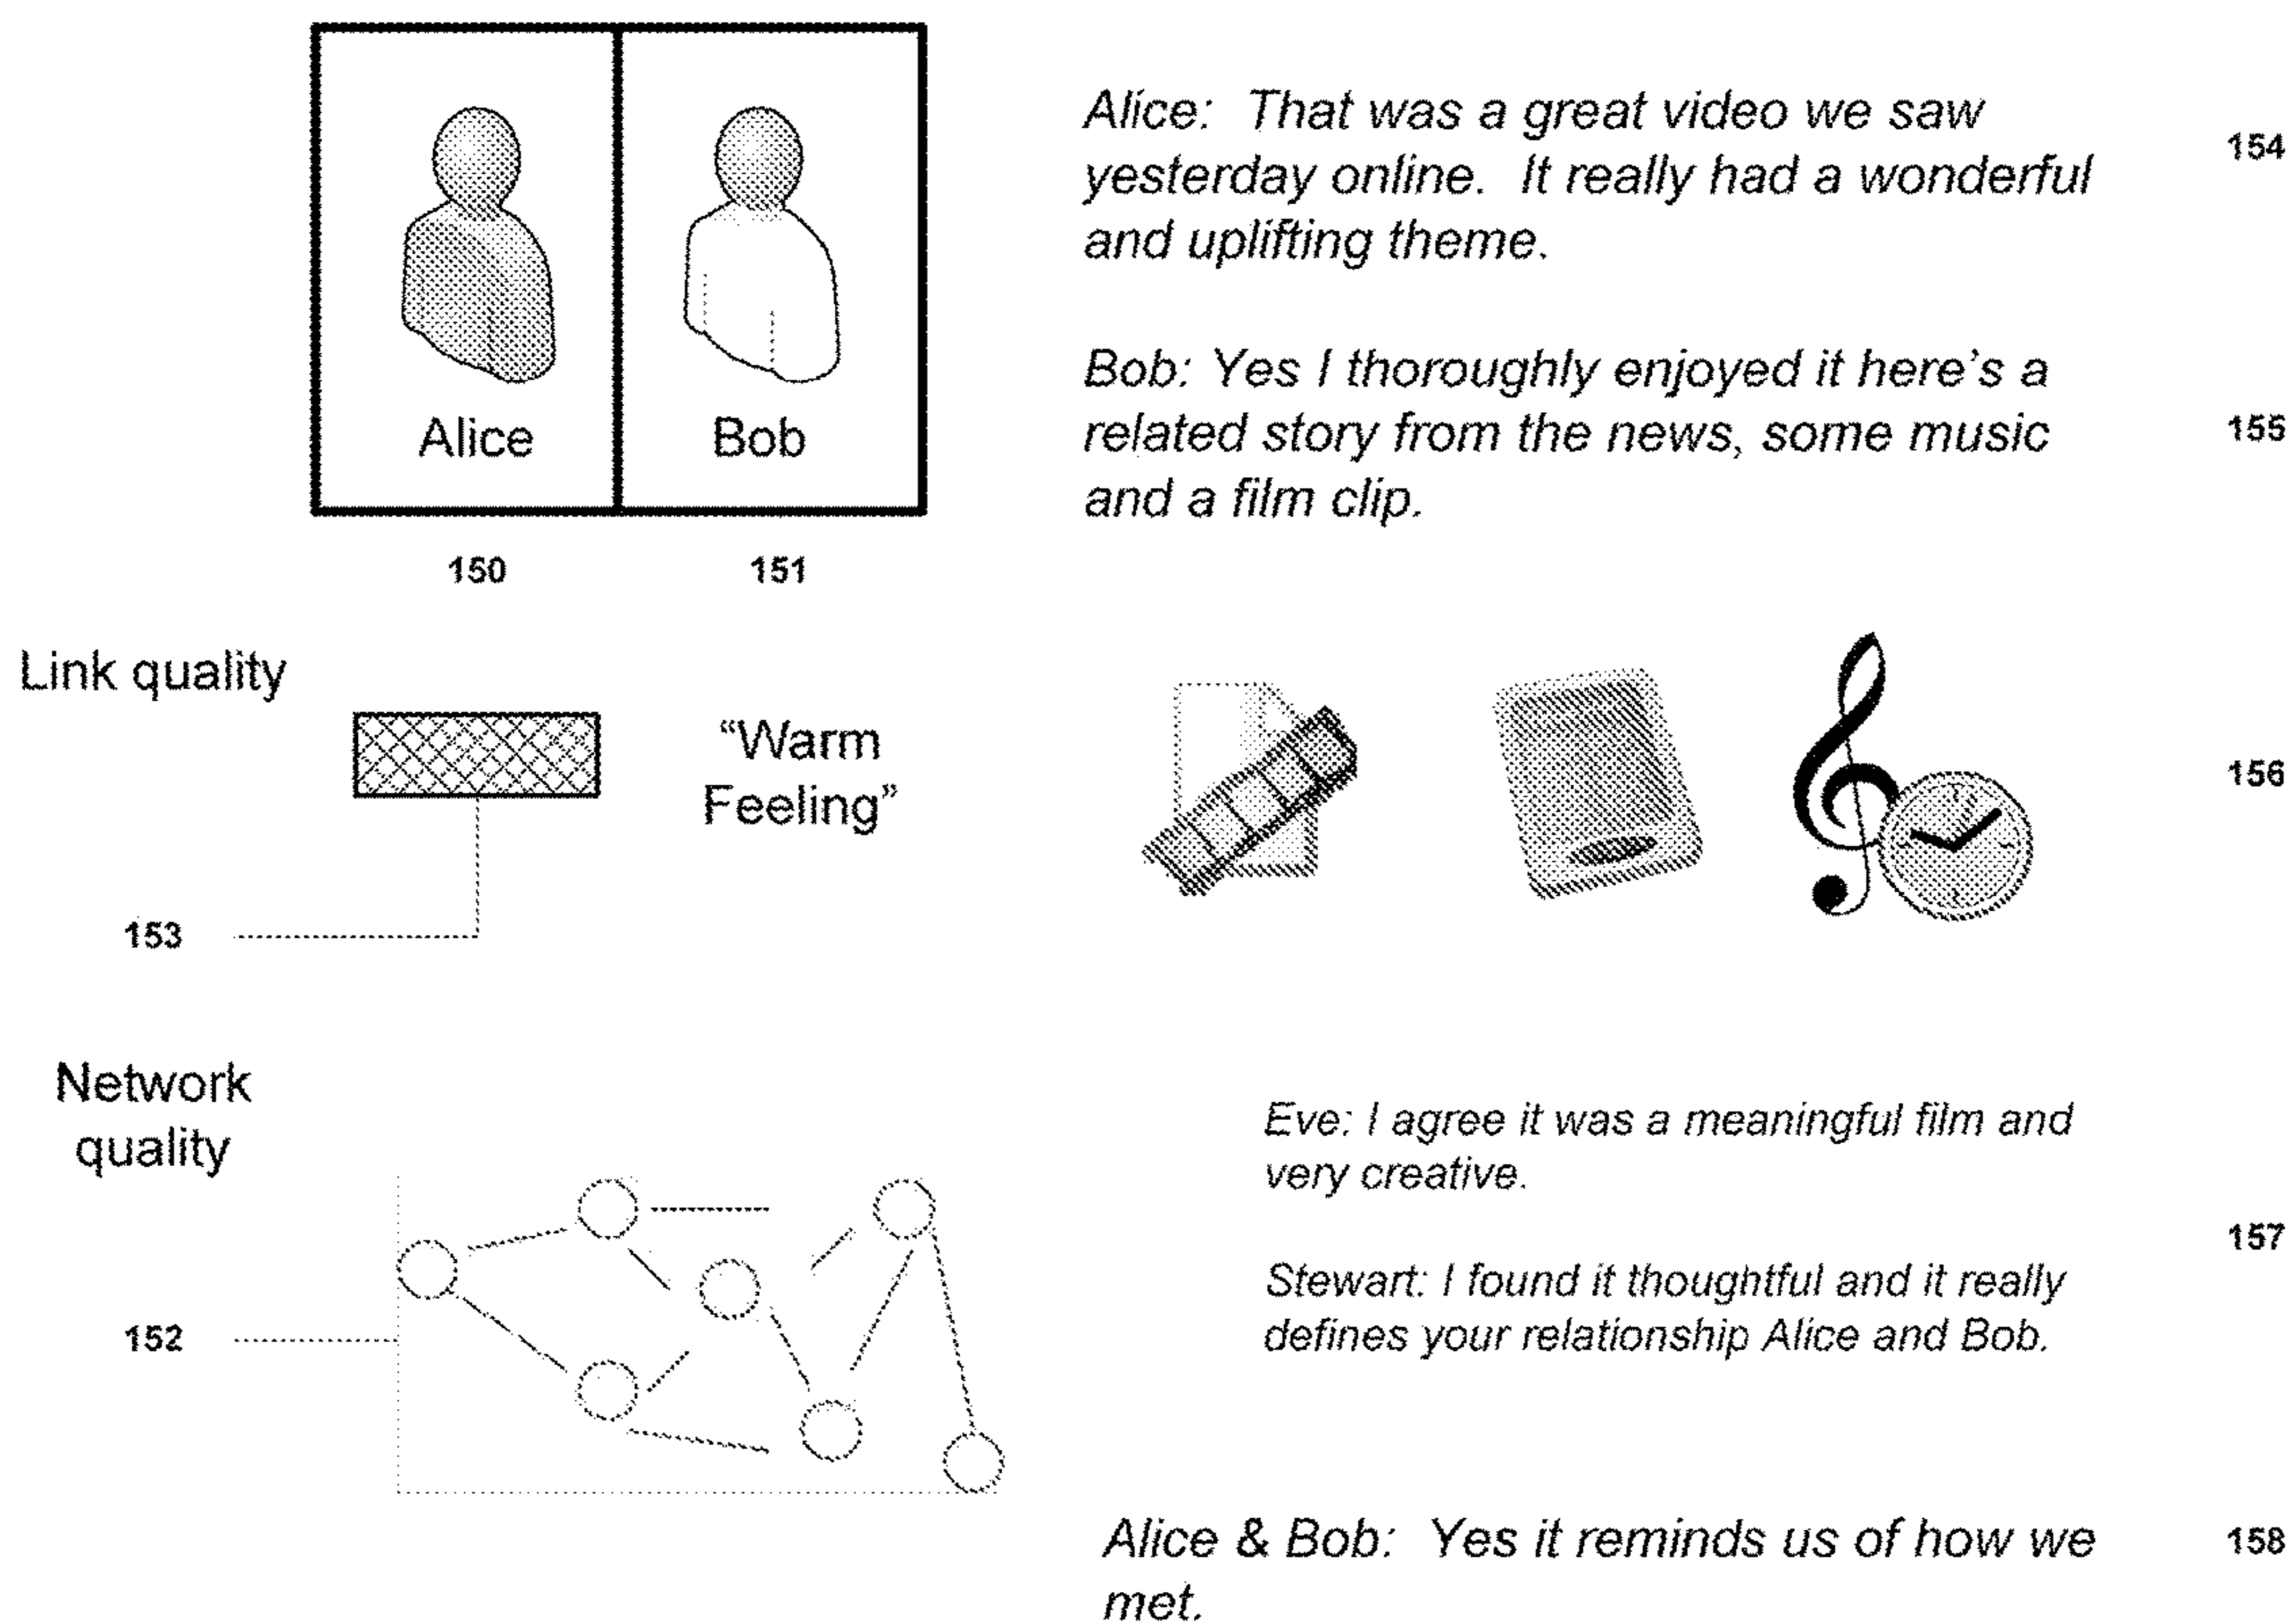 Alice
Bob
150
151
Link quality
"Warm
Feeling"
153
Network
quality
152
Alice: That was a great video we saw
yesterday online. It really had a wonderful
and uplifting theme.
154
Bob: Yes I thoroughly enjoyed it here's a
related story from the news, some music
and a film clip.
155
156
Eve: I agree it was a meaningful film and
very creative.
157
Stewart: I found it thoughtful and it really
defines your relationship Alice and Bob.
Alice & Bob: Yes it reminds us of how we
met.
158